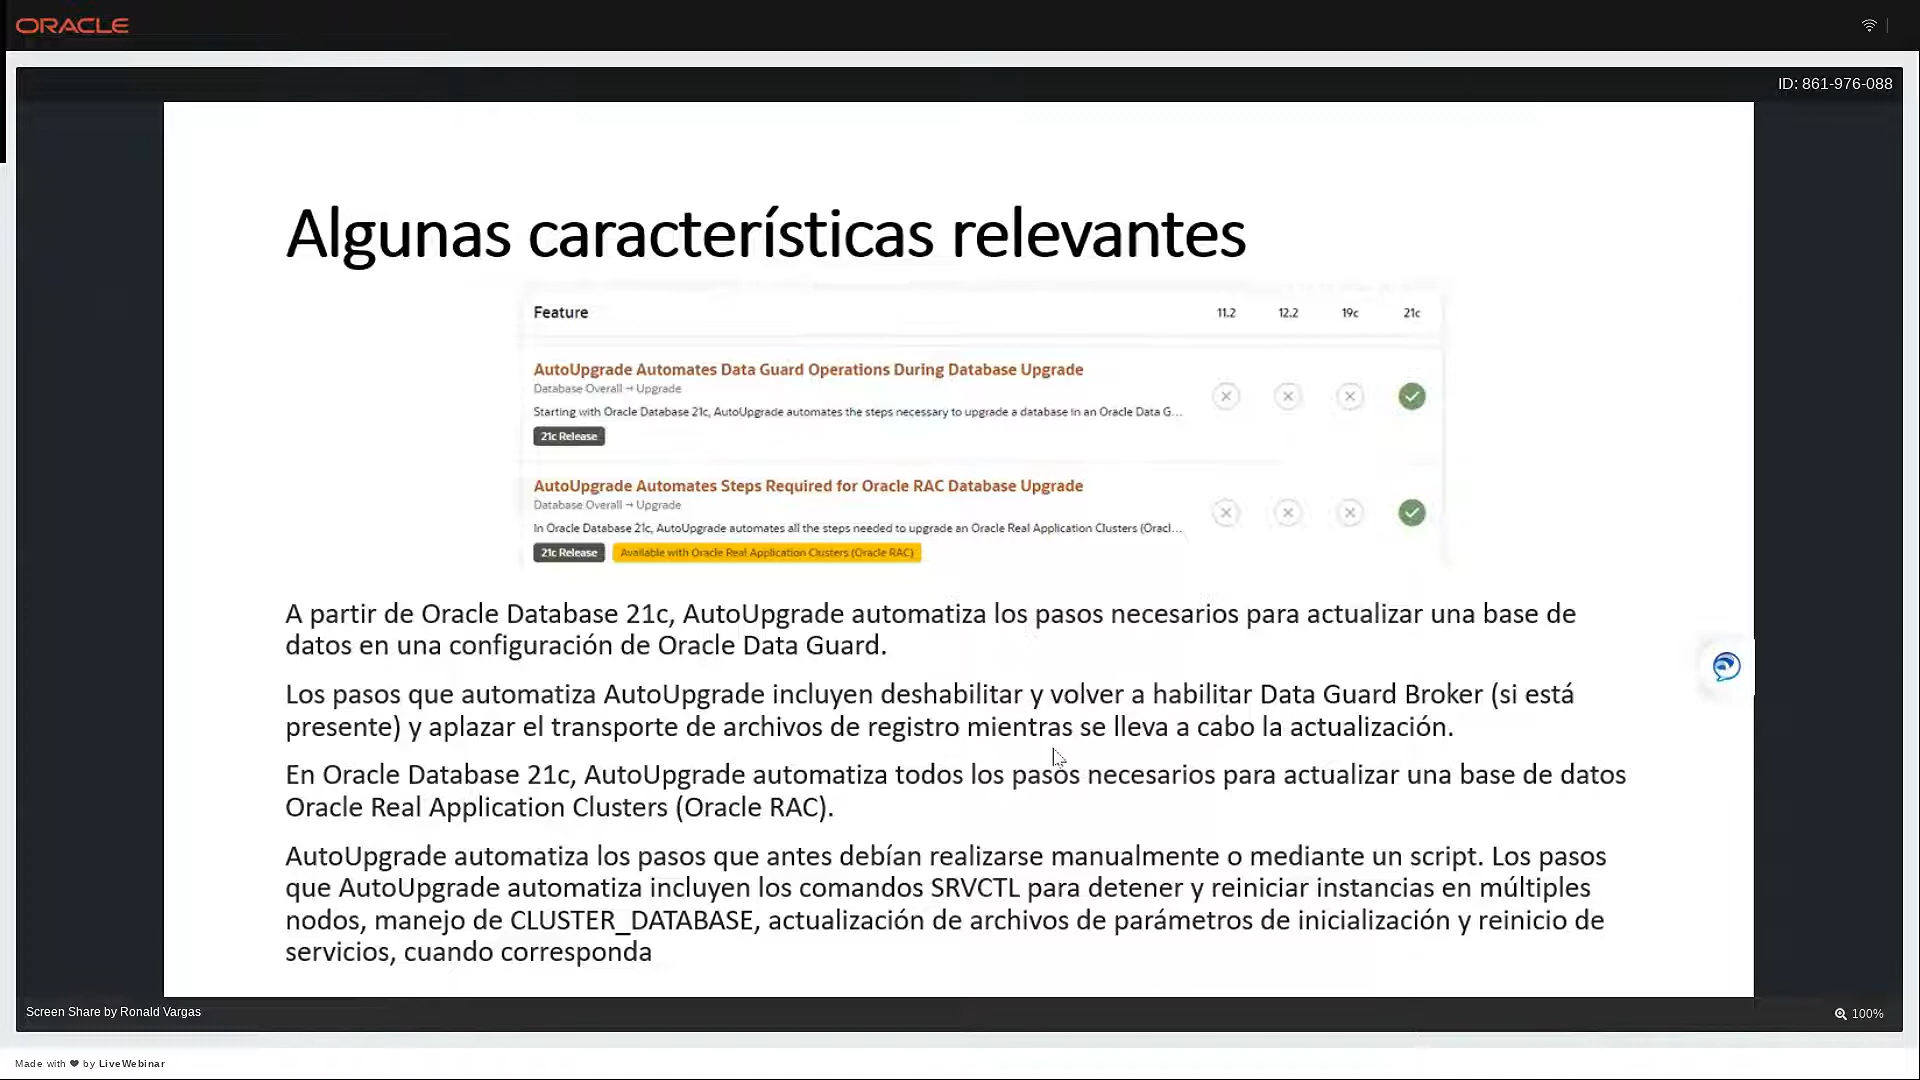 ORACLE
ID: 861-976-088
Algunas características relevantes
Feature 11.2 12.2 19c 21c
AutoUpgrade Automates Data Guard Operations During Database Upgrade
Database Overall → Upgrade
Starting with Oracle Database 21c, AutoUpgrade automates the steps necessary to upgrade a database in an Oracle Data G...
21c Release
AutoUpgrade Automates Steps Required for Oracle RAC Database Upgrade
Database Overall → Upgrade
In Oracle Database 21c, AutoUpgrade automates all the steps needed to upgrade an Oracle Real Application Clusters (Oracl...
21c Release Available with Oracle Real Application Clusters (Oracle RAC)
A partir de Oracle Database 21c, AutoUpgrade automatiza los pasos necesarios para actualizar una base de
datos en una configuración de Oracle Data Guard.
Los pasos que automatiza AutoUpgrade incluyen deshabilitar y volver a habilitar Data Guard Broker (si está
presente) y aplazar el transporte de archivos de registro mientras se lleva a cabo la actualización.
En Oracle Database 21c, AutoUpgrade automatiza todos los pasos necesarios para actualizar una base de datos
Oracle Real Application Clusters (Oracle RAC).
AutoUpgrade automatiza los pasos que antes debían realizarse manualmente o mediante un script. Los pasos
que AutoUpgrade automatiza incluyen los comandos SRVCTL para detener y reiniciar instancias en múltiples
nodos, manejo de CLUSTER_DATABASE, actualización de archivos de parámetros de inicialización y reinicio de
servicios, cuando corresponda
Screen Share by Ronald Vargas
100%
Made with ❤ by LiveWebinar